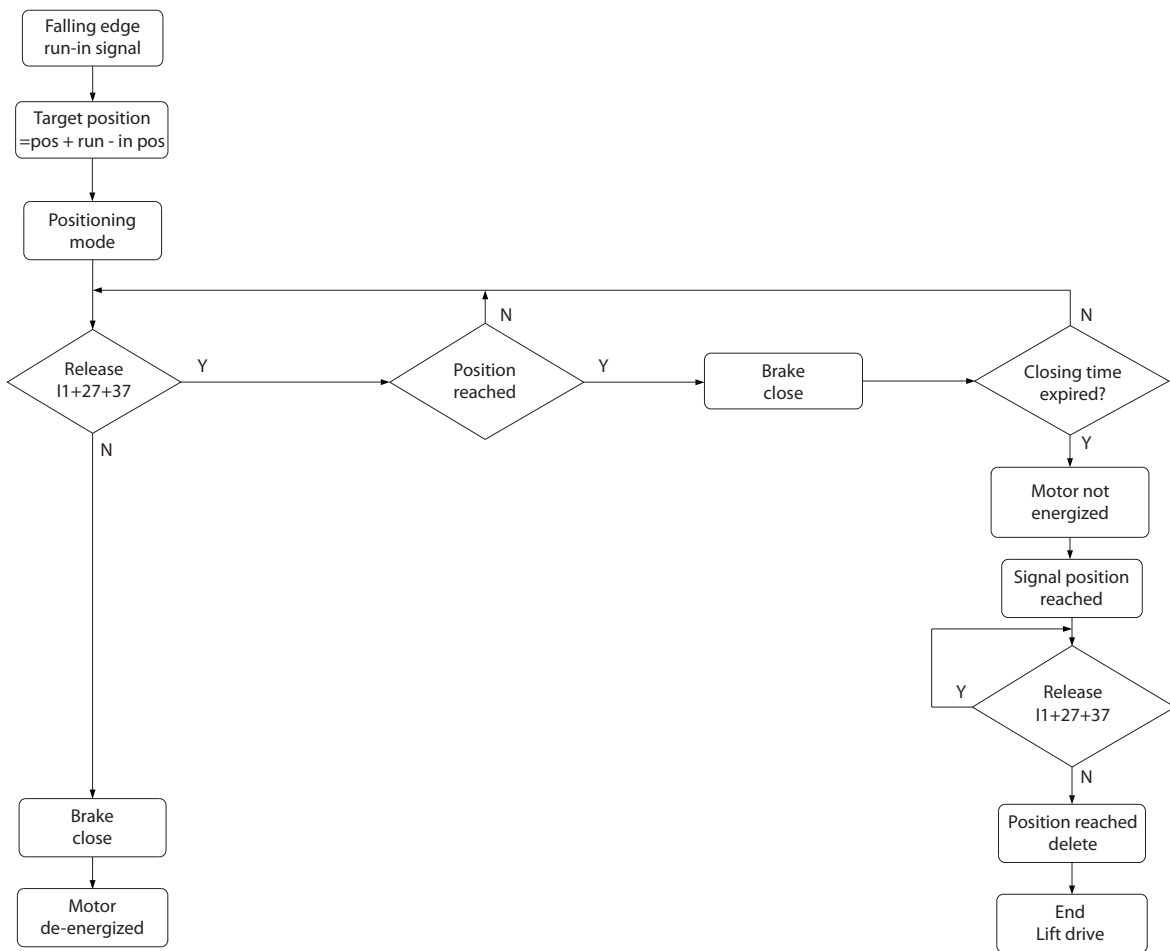 Falling edge
run-in signal
Target position
=pos + run - in pos
Positioning
mode
N
N
Release
I1+27+37
Y
Position
reached
Y
Brake
close
Closing time
expired?
N
Y
Motor not
energized
Signal position
reached
Y
Release
I1+27+37
N
Brake
close
Position reached
delete
Motor
de-energized
End
Lift drive